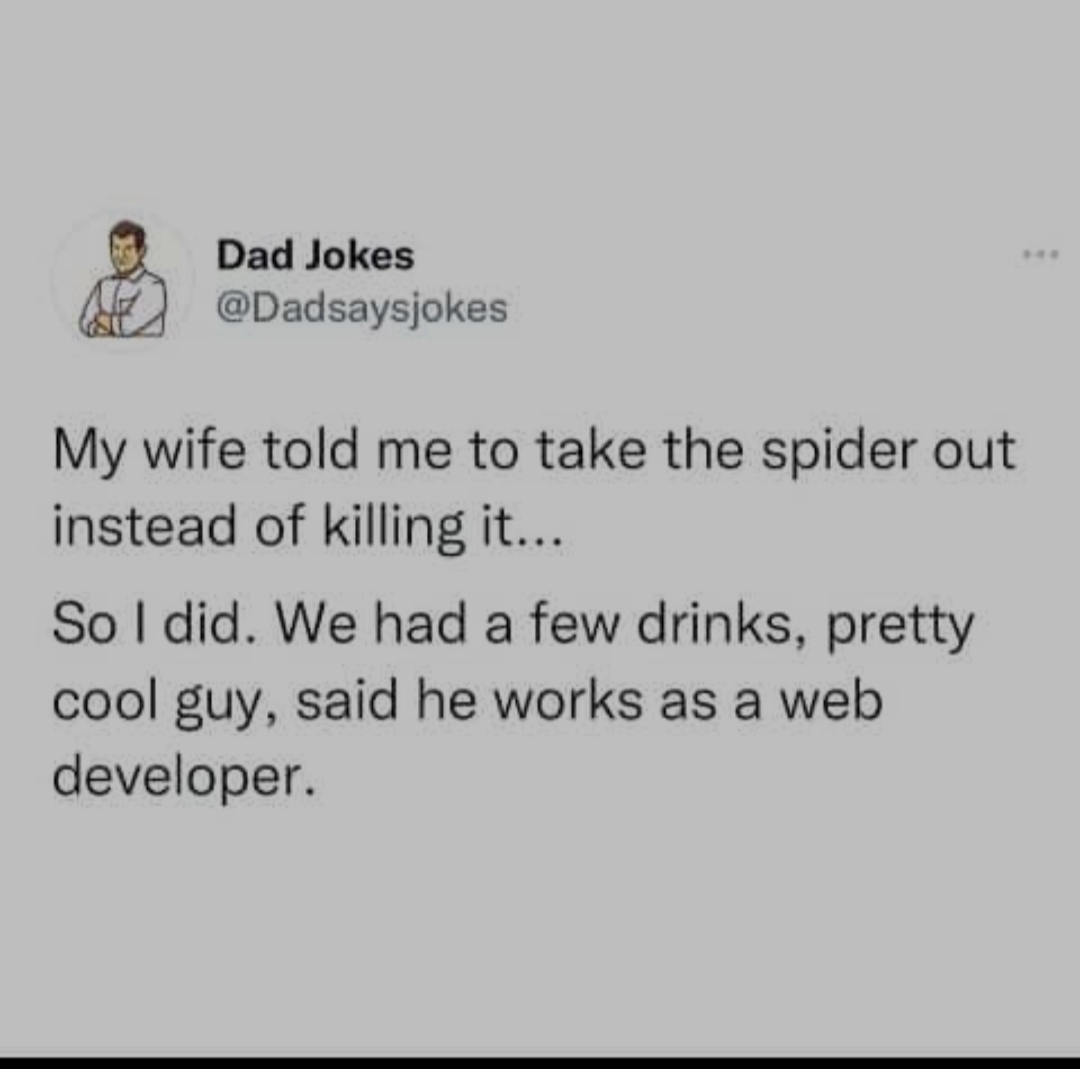 Dad Jokes
@Dadsaysjokes
My wife told me to take the spider out
instead of killing it...
So I did. We had a few drinks, pretty
cool guy, said he works as a web
developer.